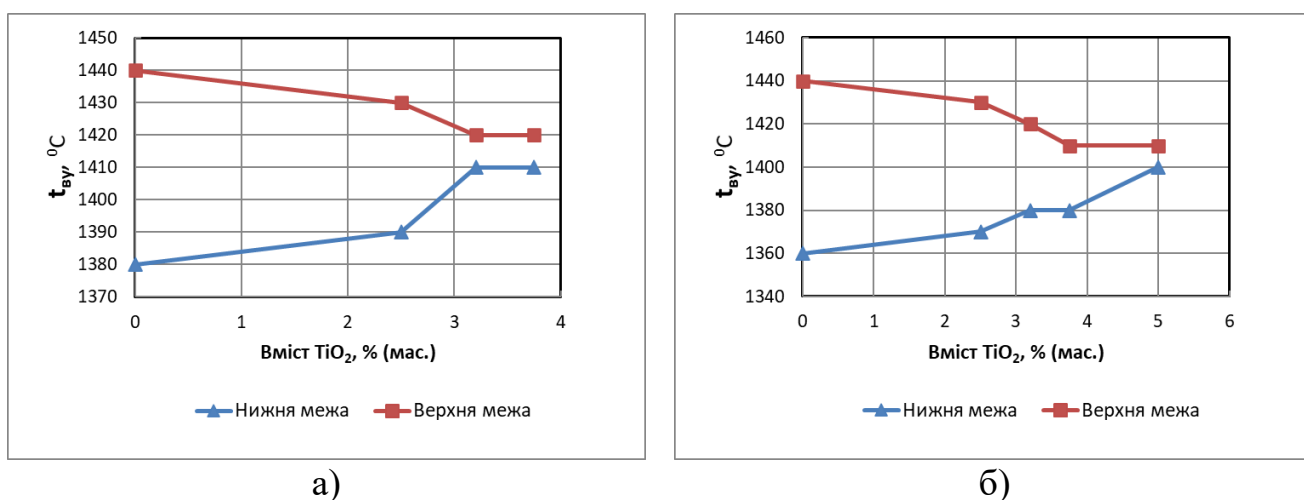 1450
1440
1430
1420
1410
1400
1390
1380
1370
tву, ⁰C
0 1 2 3 4
Вміст TiO₂, % (мас.)
Нижня межа Верхня межа
а)
1460
1440
1420
1400
1380
1360
1340
tву, ⁰C
0 1 2 3 4 5 6
Вміст TiO₂, % (мас.)
Нижня межа Верхня межа
б)